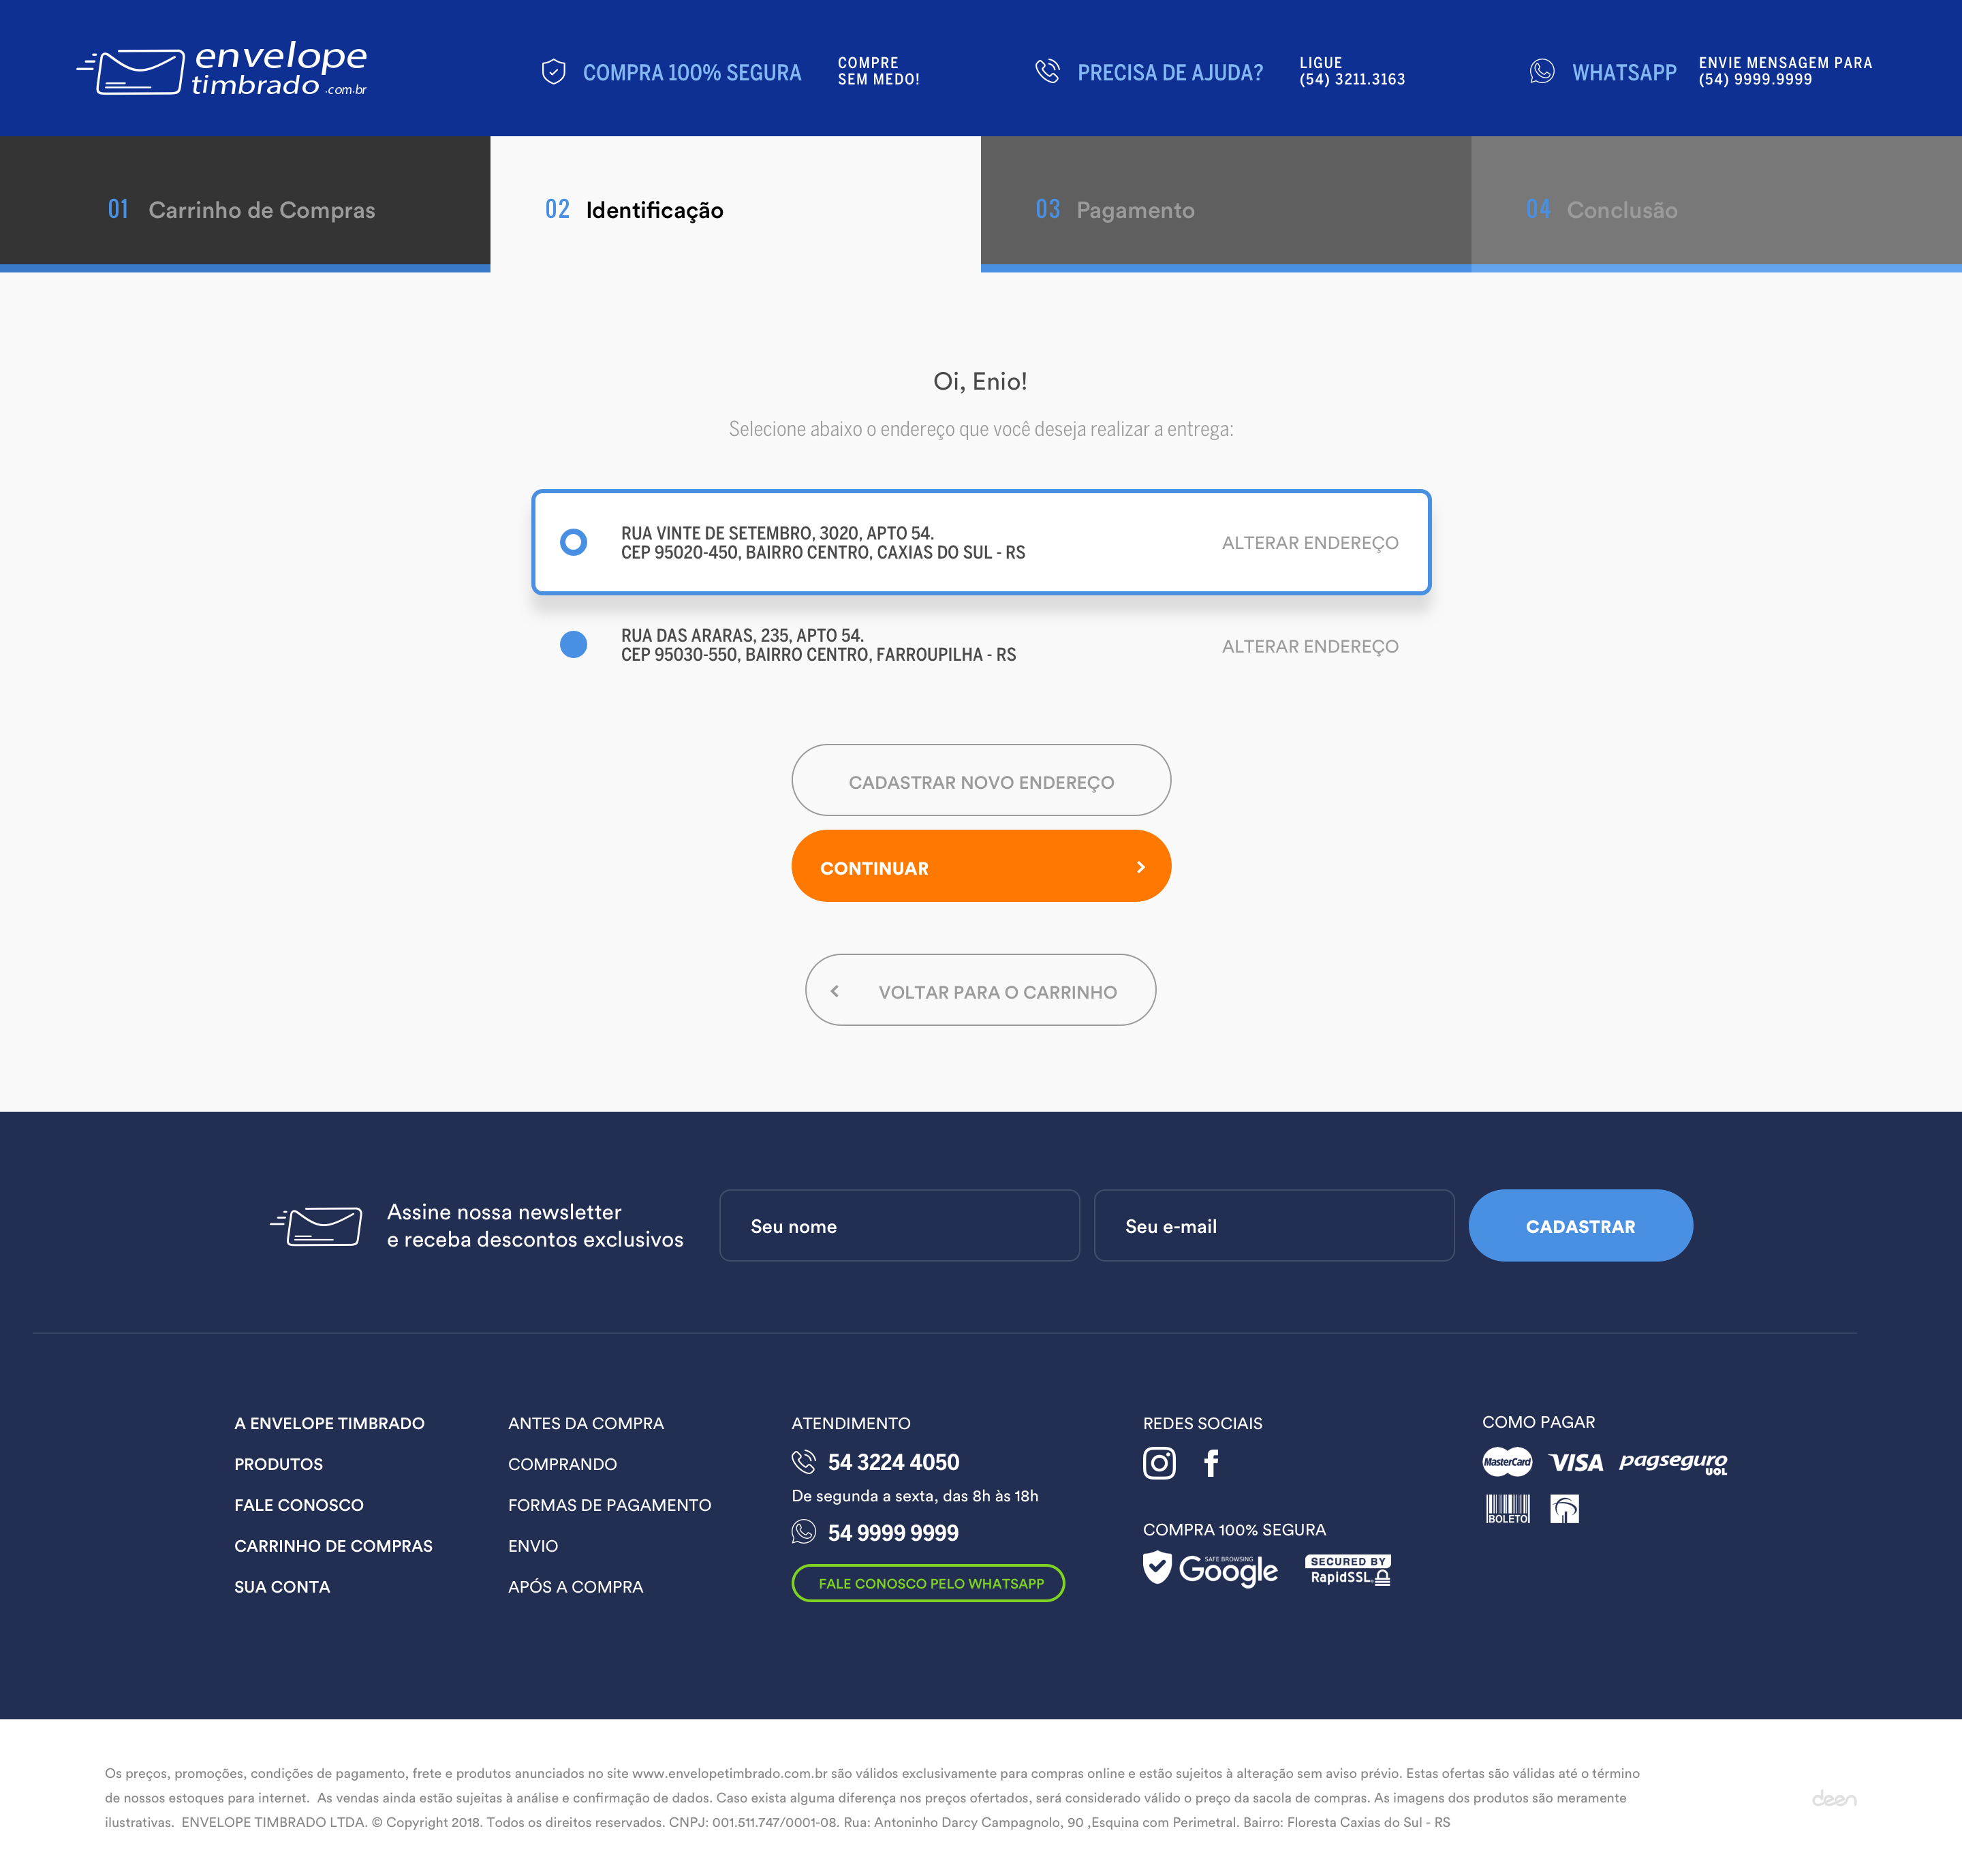 envelope
timbrado .com.br
COMPRA 100% SEGURA
COMPRE
SEM MEDO!
PRECISA DE AJUDA?
LIGUE
(54) 3211.3163
WHATSAPP
ENVIE MENSAGEM PARA
(54) 9999.9999
01 Carrinho de Compras
02 Identificação
03 Pagamento
04 Conclusão
Oi, Enio!
Selecione abaixo o endereço que você deseja realizar a entrega:
RUA VINTE DE SETEMBRO, 3020, APTO 54.
CEP 95020-450, BAIRRO CENTRO, CAXIAS DO SUL - RS
ALTERAR ENDEREÇO
RUA DAS ARARAS, 235, APTO 54.
CEP 95030-550, BAIRRO CENTRO, FARROUPILHA - RS
ALTERAR ENDEREÇO
CADASTRAR NOVO ENDEREÇO
CONTINUAR
VOLTAR PARA O CARRINHO
Assine nossa newsletter
e receba descontos exclusivos
Seu nome
Seu e-mail
CADASTRAR
A ENVELOPE TIMBRADO
PRODUTOS
FALE CONOSCO
CARRINHO DE COMPRAS
SUA CONTA
ANTES DA COMPRA
COMPRANDO
FORMAS DE PAGAMENTO
ENVIO
APÓS A COMPRA
ATENDIMENTO
54 3224 4050
De segunda a sexta, das 8h às 18h
54 9999 9999
FALE CONOSCO PELO WHATSAPP
REDES SOCIAIS
COMPRA 100% SEGURA
SAFE BROWSING
Google
SECURED BY
RapidSSL
COMO PAGAR
MasterCard
VISA
pagseguro
UOL
BOLETO
Os preços, promoções, condições de pagamento, frete e produtos anunciados no site www.envelopetimbrado.com.br são válidos exclusivamente para compras online e estão sujeitos à alteração sem aviso prévio. Estas ofertas são válidas até o término
de nossos estoques para internet.  As vendas ainda estão sujeitas à análise e confirmação de dados. Caso exista alguma diferença nos preços ofertados, será considerado válido o preço da sacola de compras. As imagens dos produtos são meramente
ilustrativas.  ENVELOPE TIMBRADO LTDA. © Copyright 2018. Todos os direitos reservados. CNPJ: 001.511.747/0001-08. Rua: Antoninho Darcy Campagnolo, 90 ,Esquina com Perimetral. Bairro: Floresta Caxias do Sul - RS
deen